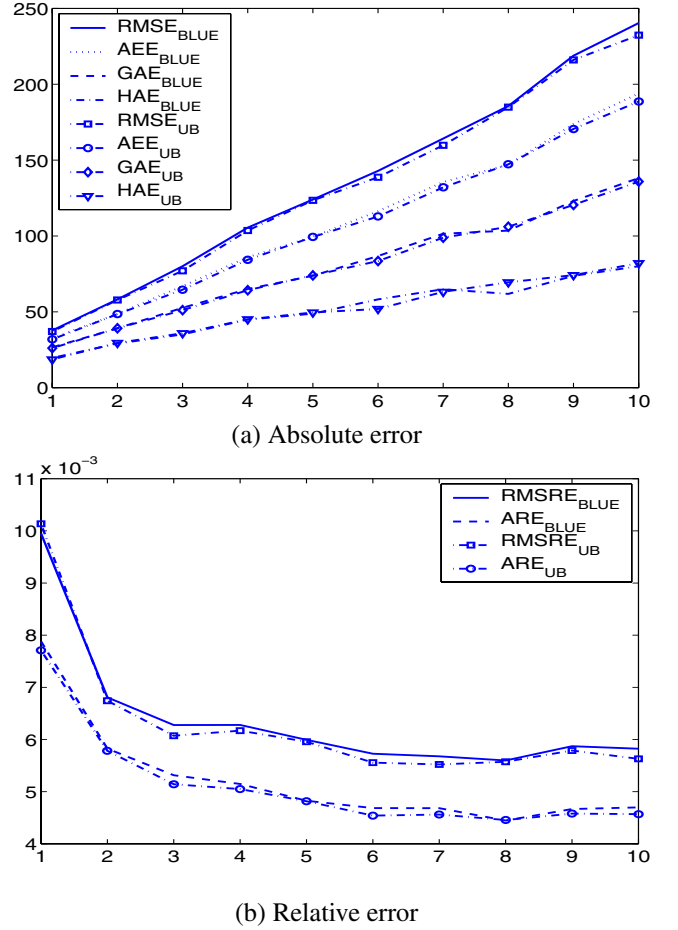 250
200
150
100
50
0
RMSE_BLUE
AEE_BLUE
GAE_BLUE
HAE_BLUE
RMSE_UB
AEE_UB
GAE_UB
HAE_UB
1 2 3 4 5 6 7 8 9 10
(a) Absolute error
x 10^-3
11
10
9
8
7
6
5
4
RMSRE_BLUE
ARE_BLUE
RMSRE_UB
ARE_UB
1 2 3 4 5 6 7 8 9 10
(b) Relative error